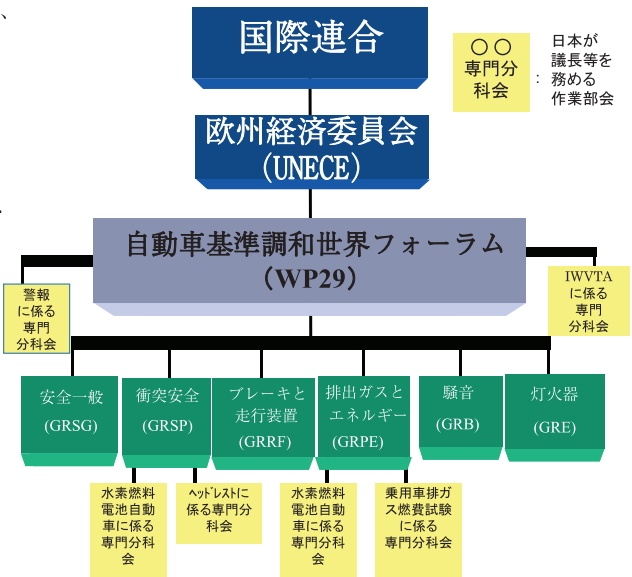 、
国際連合
○○
専門分
科会
:
日本が
議長等を
務める
作業部会
欧州経済委員会
(UNECE)
自動車基準調和世界フォーラム
(WP29)
警報
に係る
専門
分科会
IWVTA
に係る
専門
分科会
安全一般
(GRSG)
衝突安全
(GRSP)
ブレーキと
走行装置
(GRRF)
排出ガスと
エネルギー
(GRPE)
騒音
(GRB)
灯火器
(GRE)
水素燃料
電池自動
車に係る
専門分科
会
ﾍｯﾄﾞﾚｽﾄに
係る専門分
科会
水素燃料
電池自動
車に係る
専門分科
会
乗用車排ガ
ス燃費試験
に係る
専門分科会